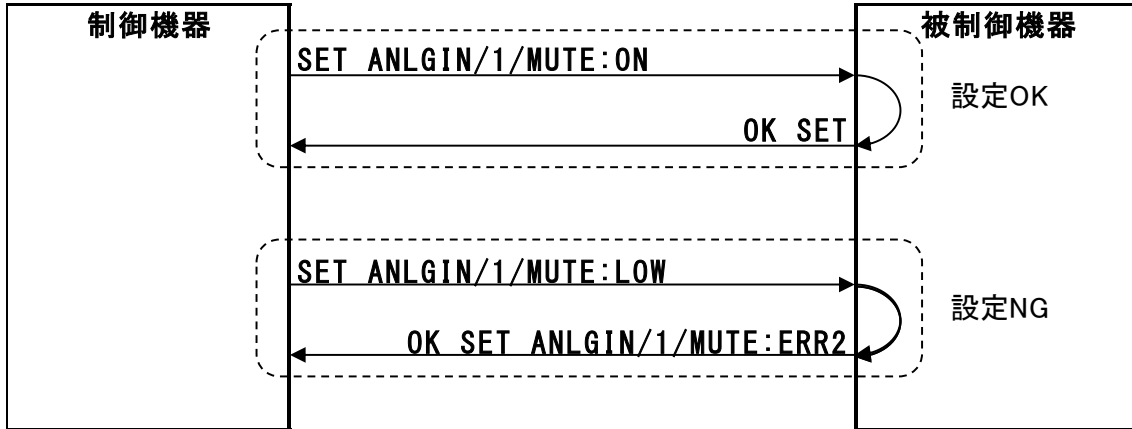 制御機器
被制御機器
SET ANLGIN/1/MUTE:ON
設定OK
OK SET
SET ANLGIN/1/MUTE:LOW
設定NG
OK SET ANLGIN/1/MUTE:ERR2